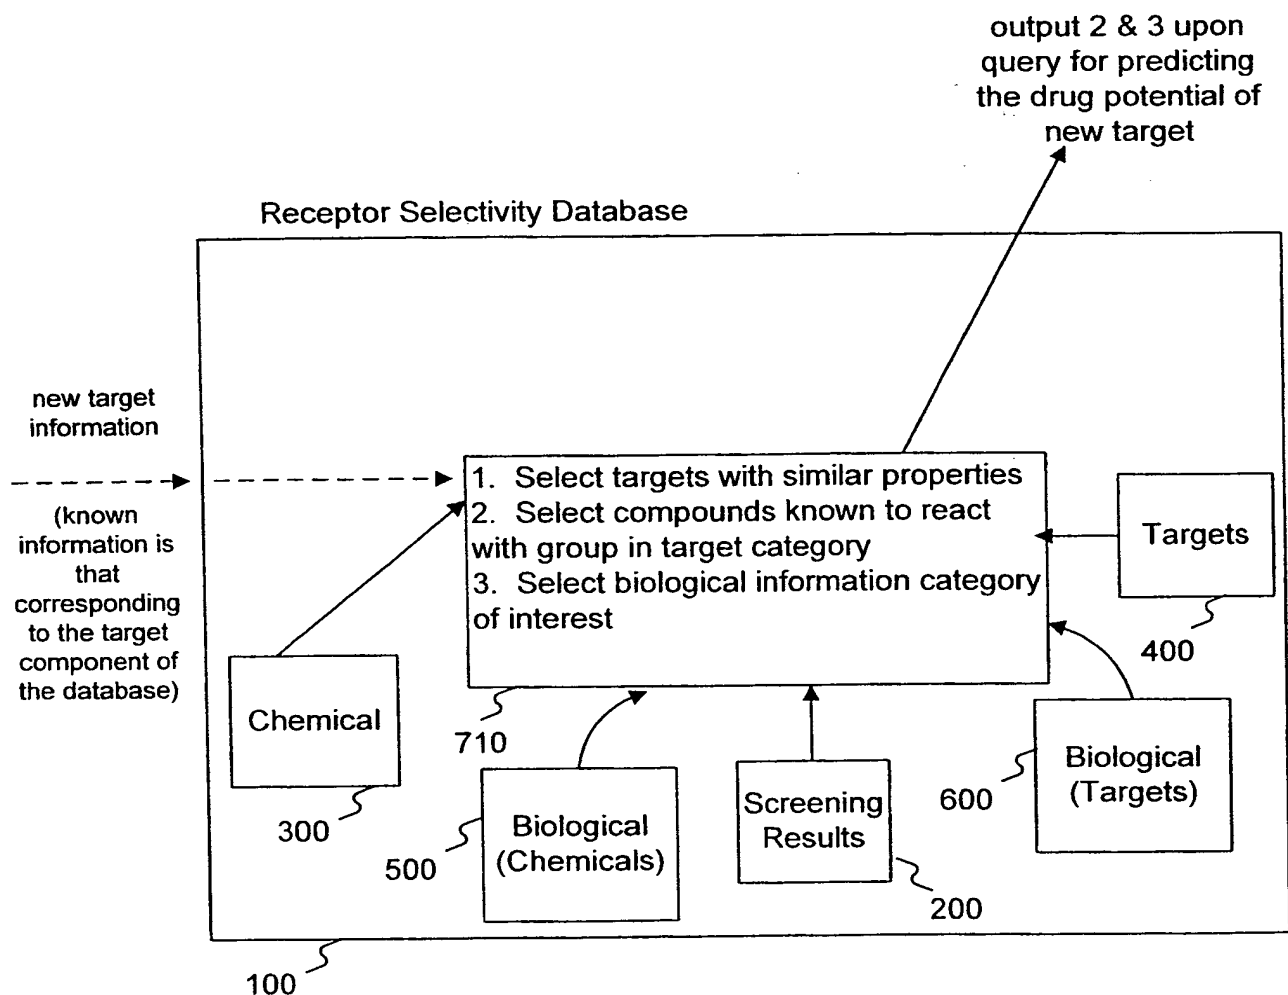 output 2 & 3 upon
query for predicting
the drug potential of
new target
Receptor Selectivity Database
new target
information
(known
information is
that
corresponding
to the target
component of
the database)
1. Select targets with similar properties
2. Select compounds known to react
with group in target category
3. Select biological information category
of interest
Targets
400
Chemical
300
710
Biological
(Chemicals)
500
Screening
Results
200
Biological
(Targets)
600
100